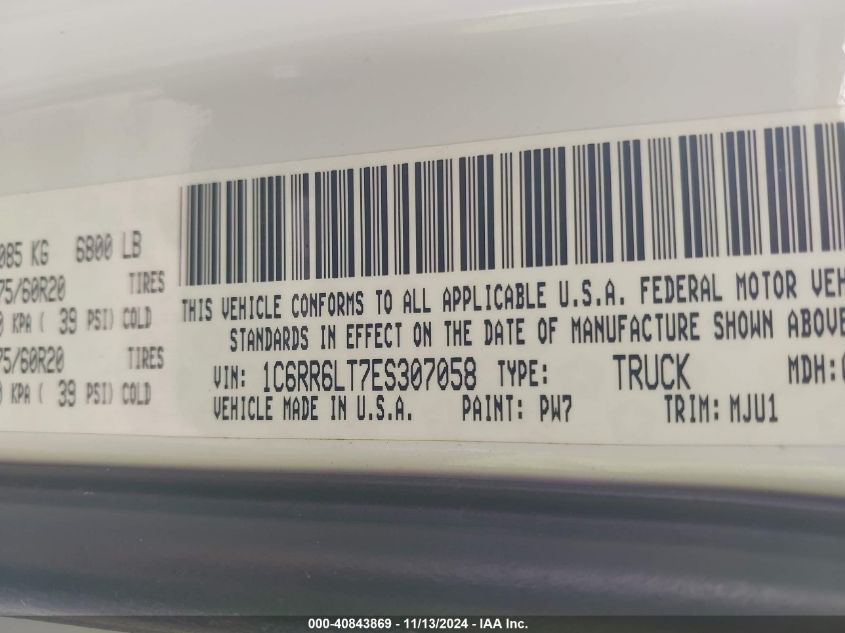 085 KG 6800 LB
75/60R20 TIRES
KPA ( 39 PSI) COLD
75/60R20 TIRES
KPA ( 39 PSI) COLD
THIS VEHICLE CONFORMS TO ALL APPLICABLE U.S.A. FEDERAL MOTOR VEH
STANDARDS IN EFFECT ON THE DATE OF MANUFACTURE SHOWN ABOVE
VIN: 1C6RR6LT7ES307058 TYPE: TRUCK MDH:
VEHICLE MADE IN U.S.A. PAINT: PW7 TRIM: MJU1
000-40843869 - 11/13/2024 - IAA Inc.